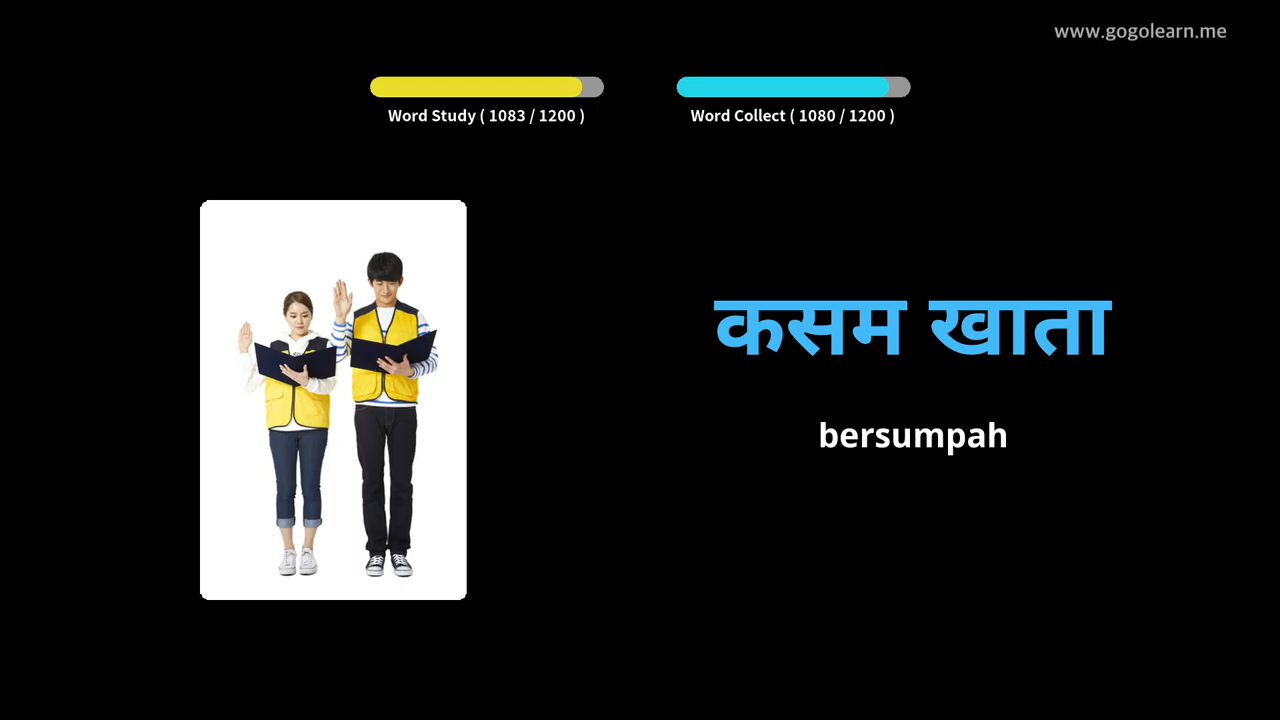 www.gogolearn.me
Word Study ( 1083 / 1200 )
Word Collect ( 1080 / 1200 )
कसम खाता
bersumpah